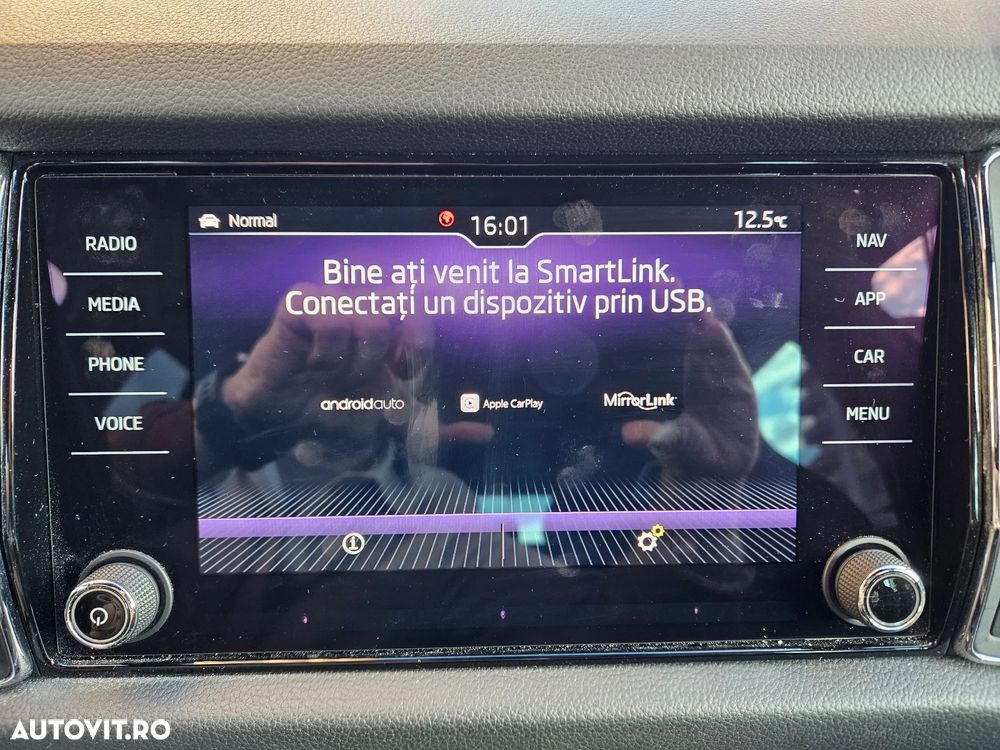 Normal
16:01
12.5°C
Bine ați venit la SmartLink.
Conectați un dispozitiv prin USB.
androidauto
Apple CarPlay
MirrorLink
RADIO
MEDIA
PHONE
VOICE
NAV
APP
CAR
MENU
AUTOVIT.RO